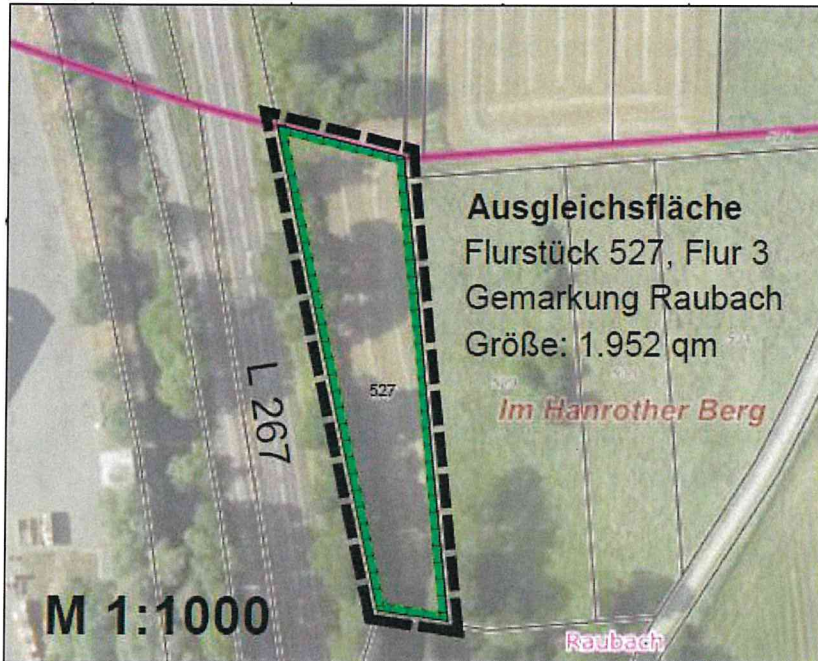 Ausgleichsfläche
Flurstück 527, Flur 3
Gemarkung Raubach
Größe: 1.952 qm
L 267
527
Im Hanrother Berg
M 1:1000
Raubach